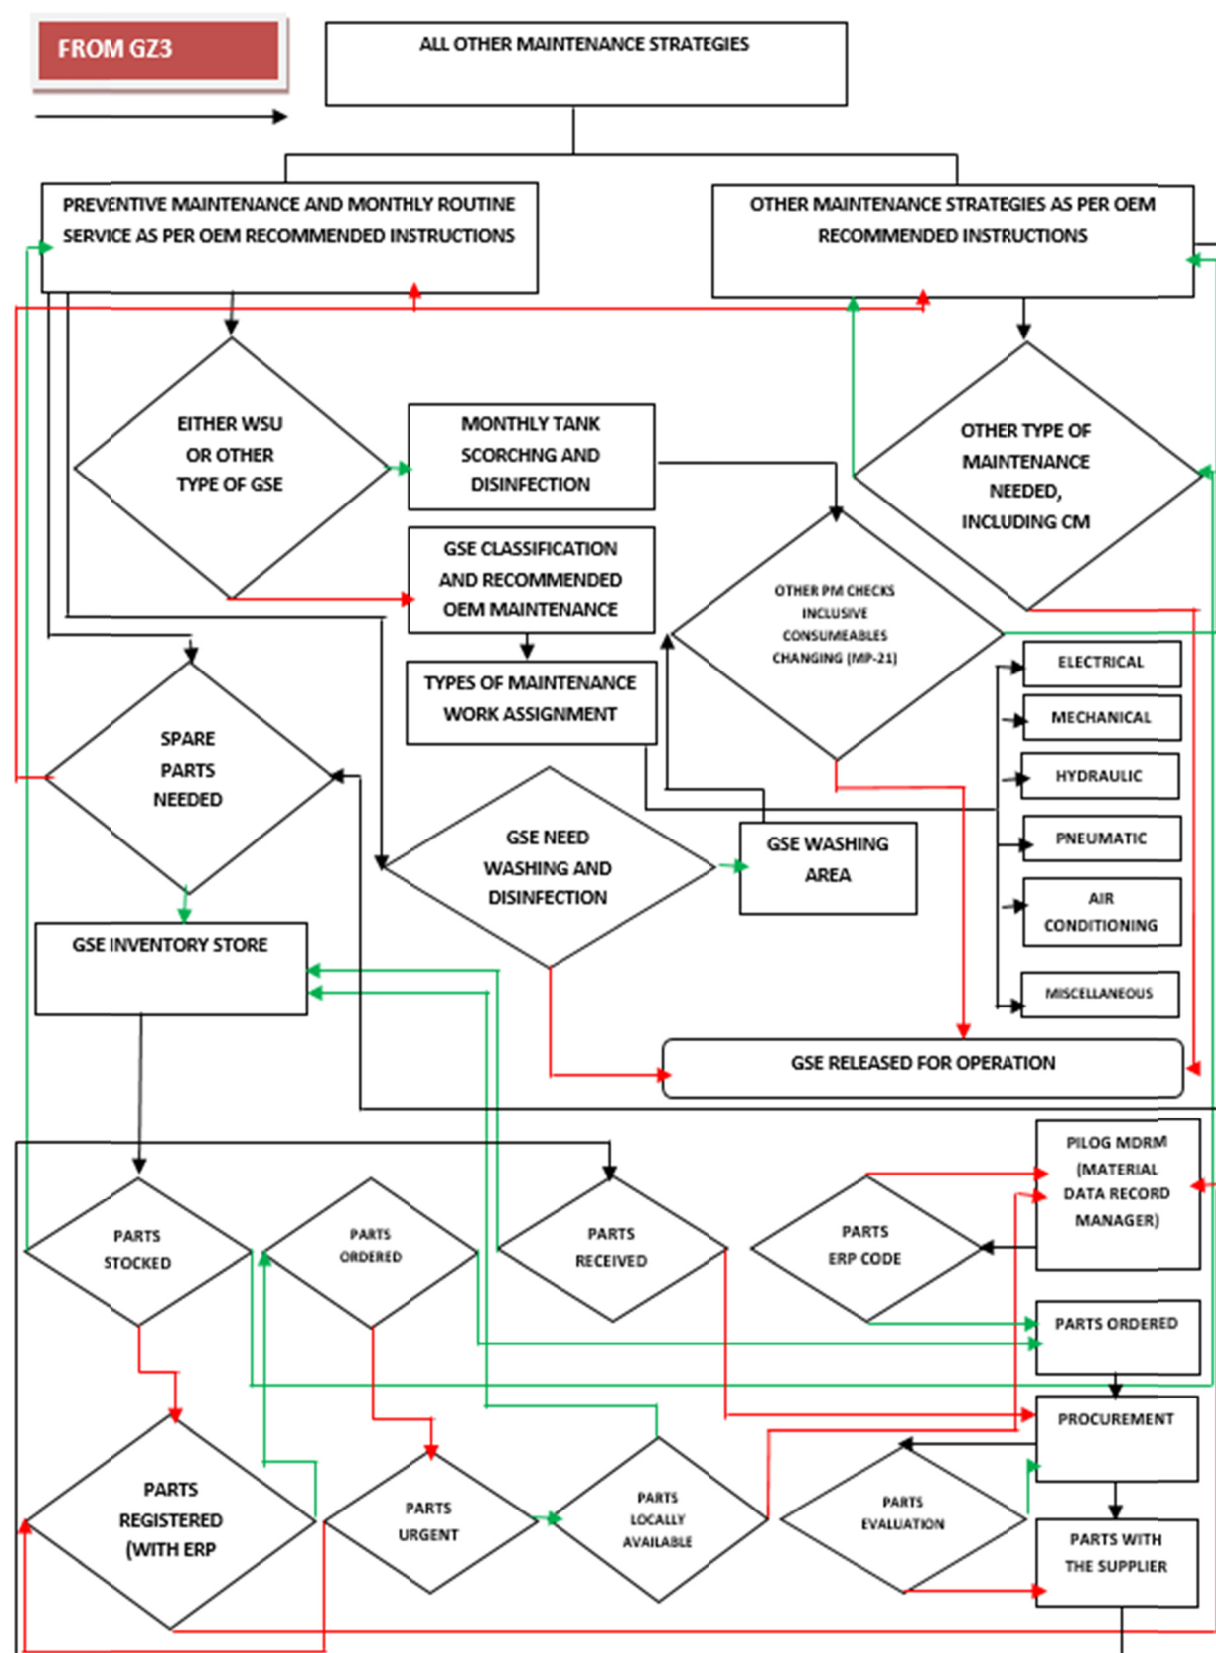 FROM GZ3
ALL OTHER MAINTENANCE STRATEGIES
PREVENTIVE MAINTENANCE AND MONTHLY ROUTINE
SERVICE AS PER OEM RECOMMENDED INSTRUCTIONS
OTHER MAINTENANCE STRATEGIES AS PER OEM
RECOMMENDED INSTRUCTIONS
EITHER WSU
OR OTHER
TYPE OF GSE
MONTHLY TANK
SCORCHNG AND
DISINFECTION
OTHER TYPE OF
MAINTENANCE
NEEDED,
INCLUDING CM
GSE CLASSIFICATION
AND RECOMMENDED
OEM MAINTENANCE
OTHER PM CHECKS
INCLUSIVE
CONSUMEABLES
CHANGING (MP-21)
TYPES OF MAINTENANCE
WORK ASSIGNMENT
ELECTRICAL
MECHANICAL
HYDRAULIC
PNEUMATIC
AIR
CONDITIONING
MISCELLANEOUS
SPARE
PARTS
NEEDED
GSE NEED
WASHING AND
DISINFECTION
GSE WASHING
AREA
GSE INVENTORY STORE
GSE RELEASED FOR OPERATION
PARTS
STOCKED
PARTS
ORDERED
PARTS
RECEIVED
PARTS
ERP CODE
PILOG MDRM
(MATERIAL
DATA RECORD
MANAGER)
PARTS ORDERED
PROCUREMENT
PARTS
REGISTERED
(WITH ERP
PARTS
URGENT
PARTS
LOCALLY
AVAILABLE
PARTS
EVALUATION
PARTS WITH
THE SUPPLIER